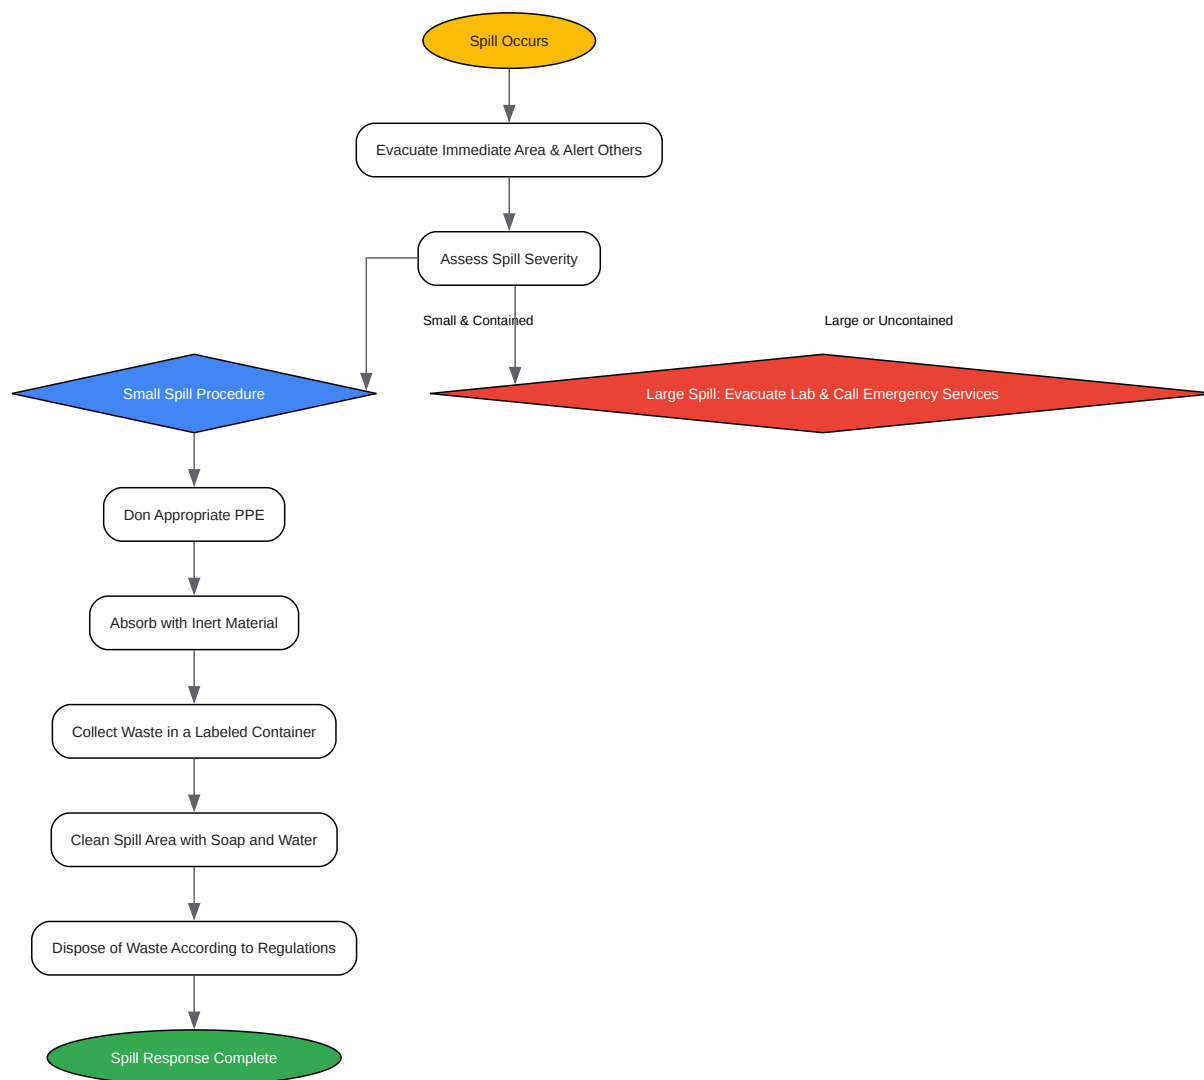 Spill Occurs
Evacuate Immediate Area & Alert Others
Assess Spill Severity
Small & Contained
Large or Uncontained
Small Spill Procedure
Large Spill: Evacuate Lab & Call Emergency Services
Don Appropriate PPE
Absorb with Inert Material
Collect Waste in a Labeled Container
Clean Spill Area with Soap and Water
Dispose of Waste According to Regulations
Spill Response Complete